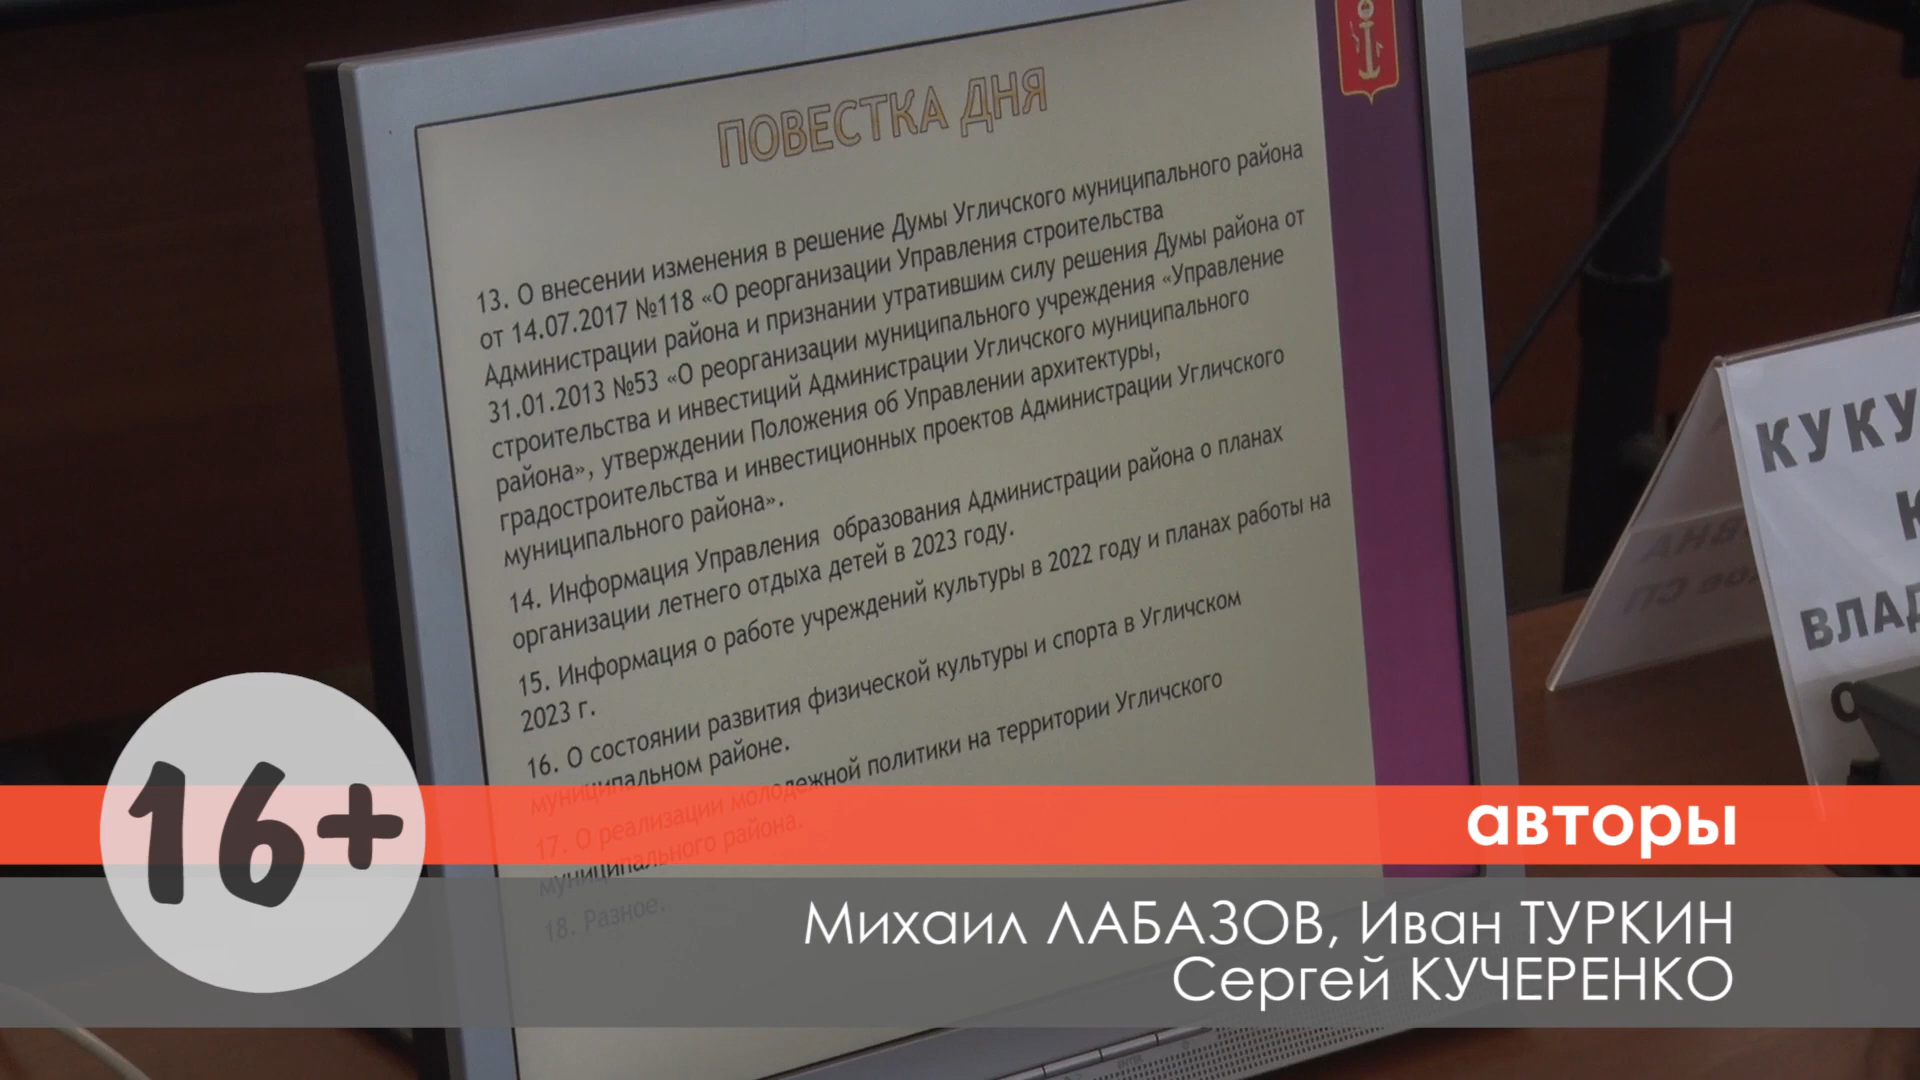 ПОВЕСТКА ДНЯ
13. О внесении изменения в решение Думы Угличского муниципального района
от 14.07.2017 №118 «О реорганизации Управления строительства
Администрации района и признании утратившим силу решения Думы района от
31.01.2013 №53 «О реорганизации муниципального учреждения «Управление
строительства и инвестиций Администрации Угличского муниципального
района», утверждении Положения об Управлении архитектуры,
градостроительства и инвестиционных проектов Администрации Угличского
муниципального района».
14. Информация Управления образования Администрации района о планах
организации летнего отдыха детей в 2023 году.
15. Информация о работе учреждений культуры в 2022 году и планах работы на
2023 г.
16. О состоянии развития физической культуры и спорта в Угличском
муниципальном районе.
17. О реализации молодежной политики на территории Угличского
муниципального района.
18. Разное.
КУКУ
К
ВЛАД
О
16+
авторы
Михаил ЛАБАЗОВ, Иван ТУРКИН
Сергей КУЧЕРЕНКО